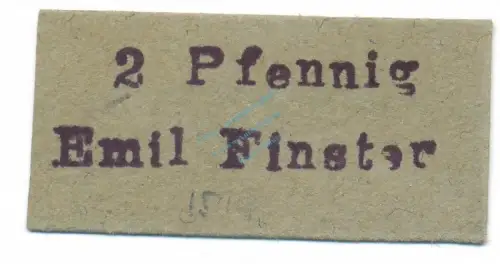 2 Pfennig
Emil Finster